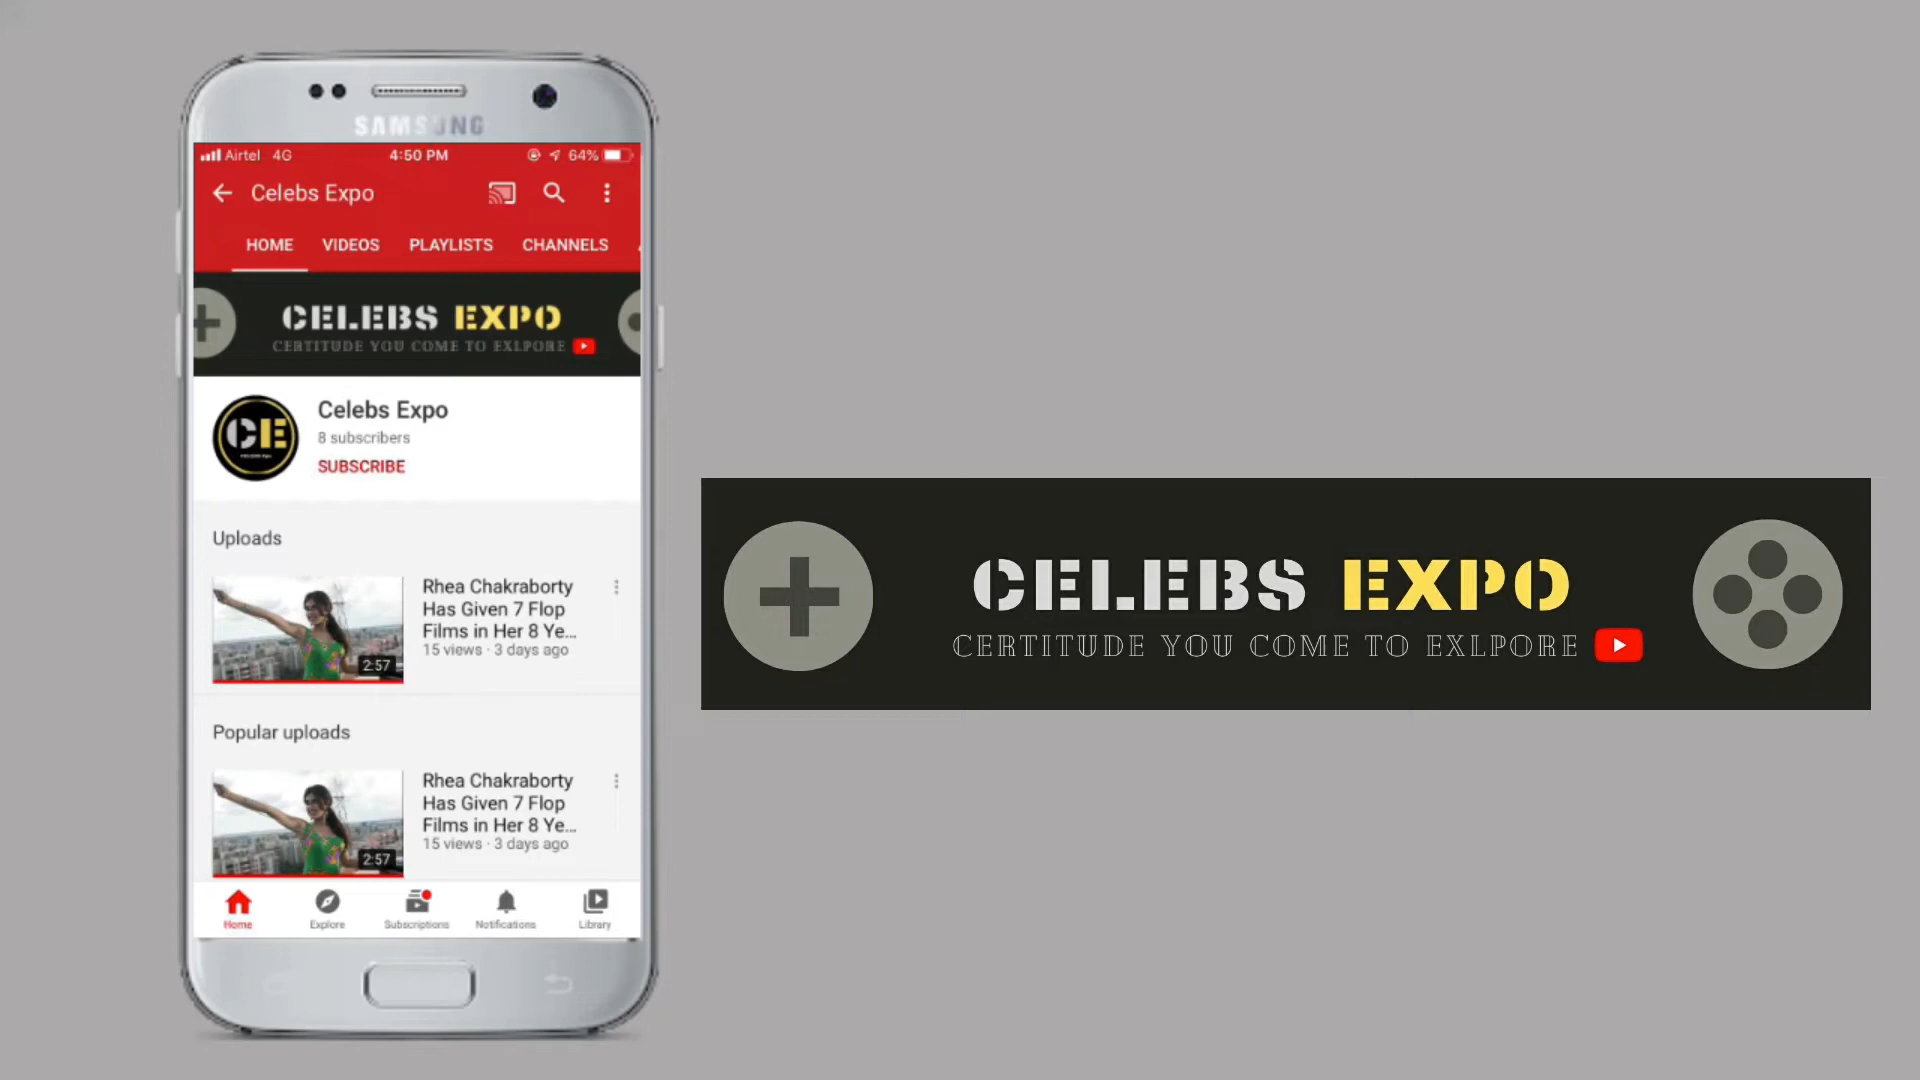 SAMSUNG
Airtel 4G 4:50 PM 64%
Celebs Expo
HOME VIDEOS PLAYLISTS CHANNELS
CELEBS EXPO
CERTITUDE YOU COME TO EXLPORE
CE
Celebs Expo
8 subscribers
SUBSCRIBE
Uploads
Rhea Chakraborty
Has Given 7 Flop
Films in Her 8 Ye...
15 views · 3 days ago
2:57
Popular uploads
Rhea Chakraborty
Has Given 7 Flop
Films in Her 8 Ye...
15 views · 3 days ago
2:57
Home Explore Subscriptions Notifications Library
CELEBS EXPO
CERTITUDE YOU COME TO EXLPORE